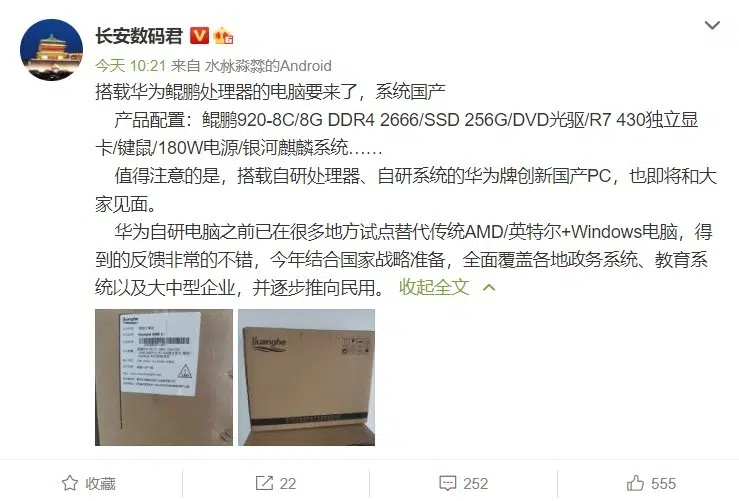 长安数码君
今天 10:21 来自 水沝淼㵘的Android
搭载华为鲲鹏处理器的电脑要来了，系统国产
产品配置：鲲鹏920-8C/8G DDR4 2666/SSD 256G/DVD光驱/R7 430独立显
卡/键鼠/180W电源/银河麒麟系统……
值得注意的是，搭载自研处理器、自研系统的华为牌创新国产PC，也即将和大
家见面。
华为自研电脑之前已在很多地方试点替代传统AMD/英特尔+Windows电脑，得
到的反馈非常的不错，今年结合国家战略准备，全面覆盖各地政务系统、教育系
统以及大中型企业，并逐步推向民用。 收起全文
huanghe
huanghe
收藏
22
252
555